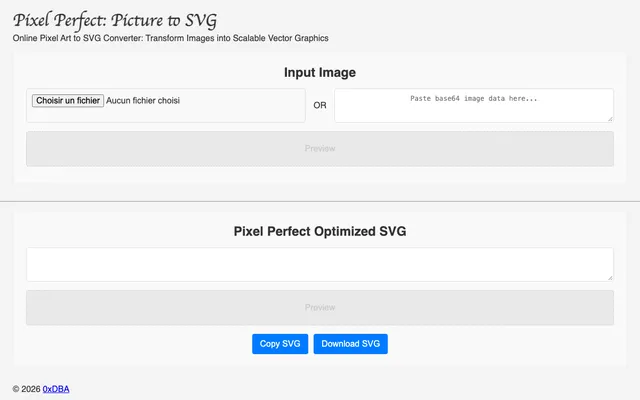 Pixel Perfect: Picture to SVG
Online Pixel Art to SVG Converter: Transform Images into Scalable Vector Graphics
Input Image
Choisir un fichier Aucun fichier choisi
OR
Paste base64 image data here...
Preview
Pixel Perfect Optimized SVG
Preview
Copy SVG Download SVG
© 2026 0xDBA